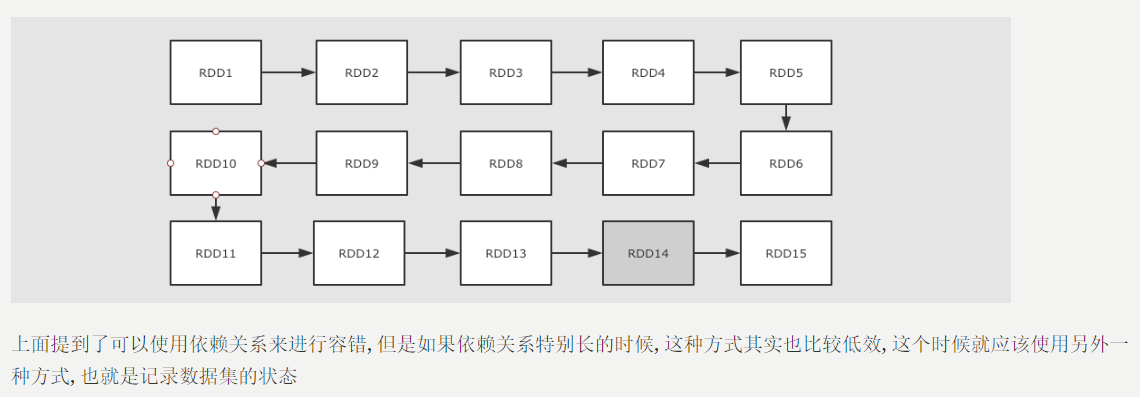 RDD1 RDD2 RDD3 RDD4 RDD5
RDD10 RDD9 RDD8 RDD7 RDD6
RDD11 RDD12 RDD13 RDD14 RDD15
上面提到了可以使用依赖关系来进行容错, 但是如果依赖关系特别长的时候, 这种方式其实也比较低效, 这个时候就应该使用另外一
种方式, 也就是记录数据集的状态